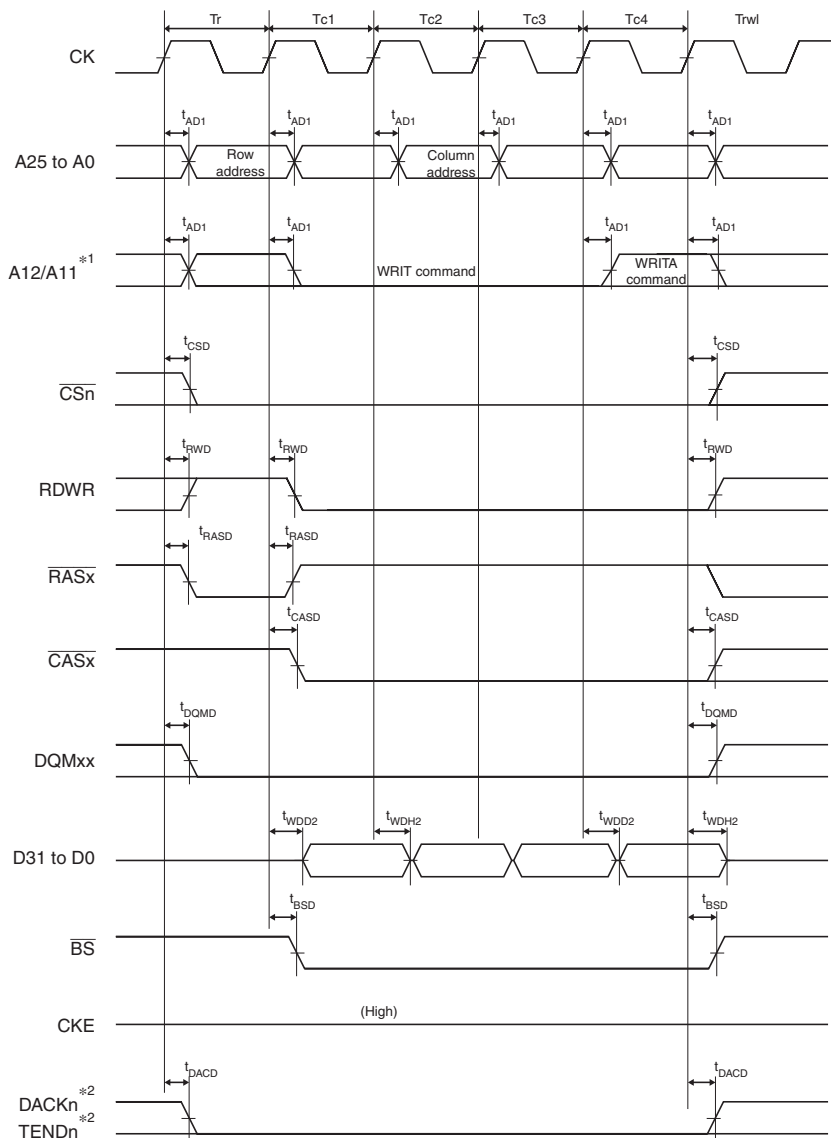 Tr Tc1 Tc2 Tc3 Tc4 Trwl
CK
tAD1 tAD1 tAD1 tAD1 tAD1 tAD1
A25 to A0
Row
address
Column
address
tAD1 tAD1 tAD1 tAD1
A12/A11*1
WRIT command
WRITA
command
tCSD tCSD
CSn
tRWD tRWD tRWD
RDWR
tRASD tRASD
RASx
tCASD tCASD
CASx
tDQMD tDQMD
DQMxx
tWDD2 tWDH2 tWDD2 tWDH2
D31 to D0
tBSD tBSD
BS
(High)
CKE
tDACD tDACD
DACKn*2
TENDn*2